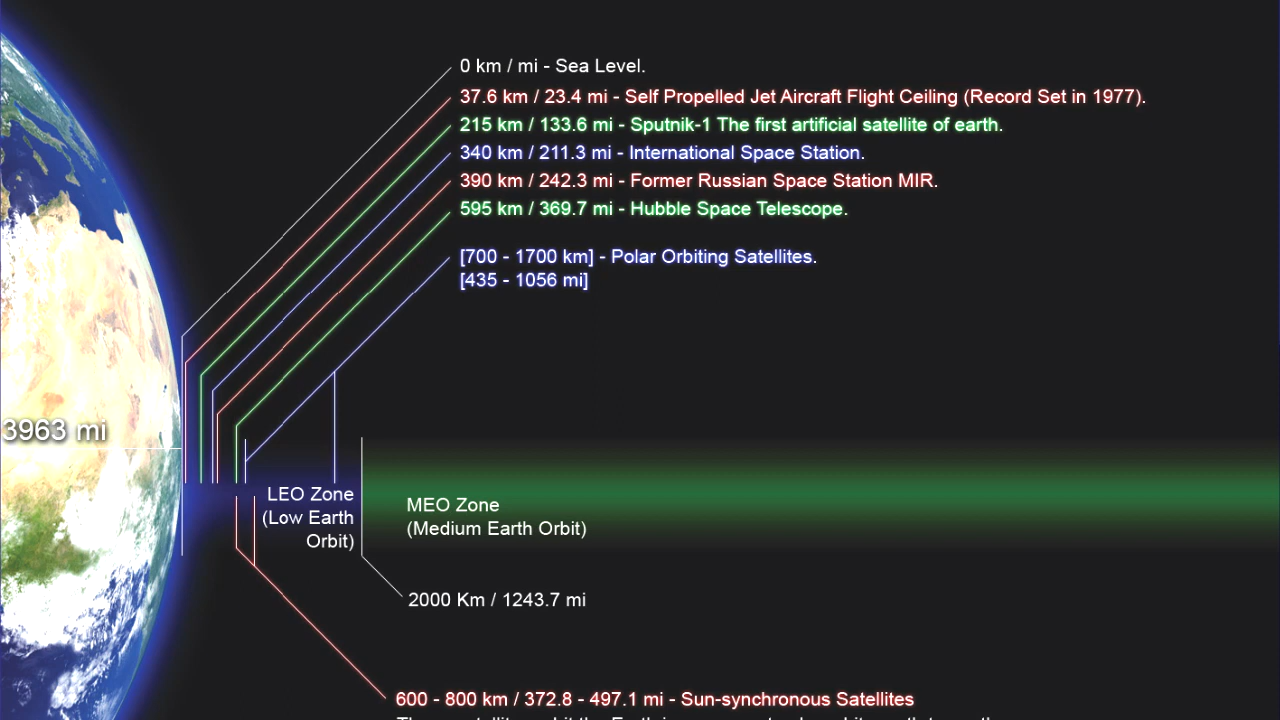 0 km / mi - Sea Level.
37.6 km / 23.4 mi - Self Propelled Jet Aircraft Flight Ceiling (Record Set in 1977).
215 km / 133.6 mi - Sputnik-1 The first artificial satellite of earth.
340 km / 211.3 mi - International Space Station.
390 km / 242.3 mi - Former Russian Space Station MIR.
595 km / 369.7 mi - Hubble Space Telescope.
[700 - 1700 km] - Polar Orbiting Satellites.
[435 - 1056 mi]
3963 mi
LEO Zone
(Low Earth
Orbit)
MEO Zone
(Medium Earth Orbit)
2000 Km / 1243.7 mi
600 - 800 km / 372.8 - 497.1 mi - Sun-synchronous Satellites